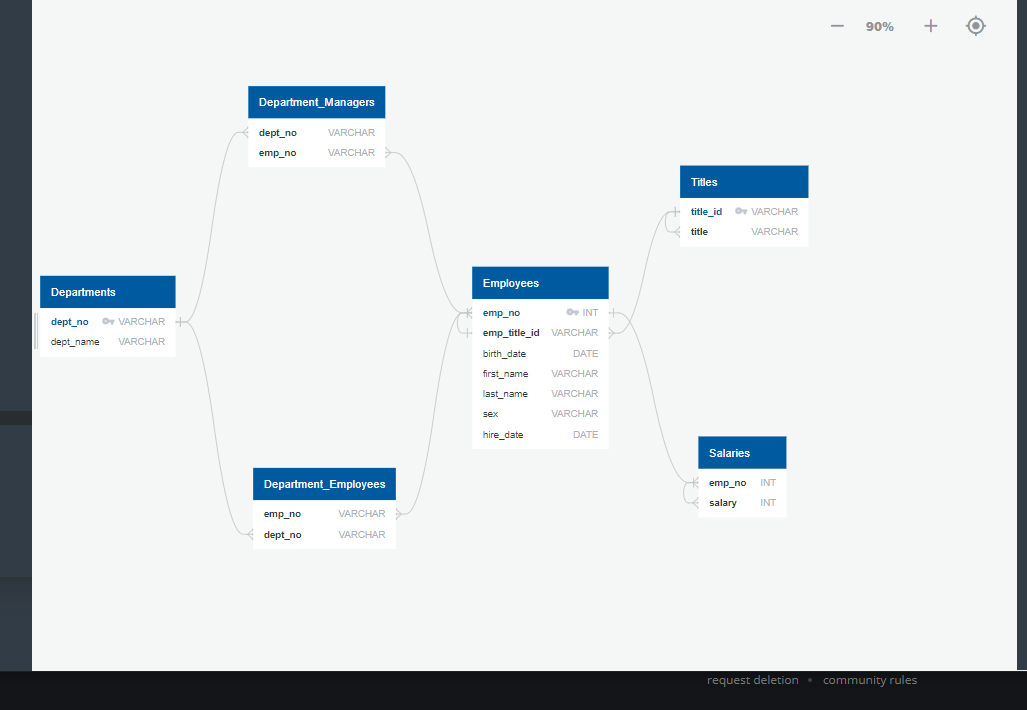 90%
Department_Managers
dept_no VARCHAR
emp_no VARCHAR
Titles
title_id VARCHAR
title VARCHAR
Departments
dept_no VARCHAR
dept_name VARCHAR
Employees
emp_no INT
emp_title_id VARCHAR
birth_date DATE
first_name VARCHAR
last_name VARCHAR
sex VARCHAR
hire_date DATE
Salaries
emp_no INT
salary INT
Department_Employees
emp_no VARCHAR
dept_no VARCHAR
request deletion • community rules